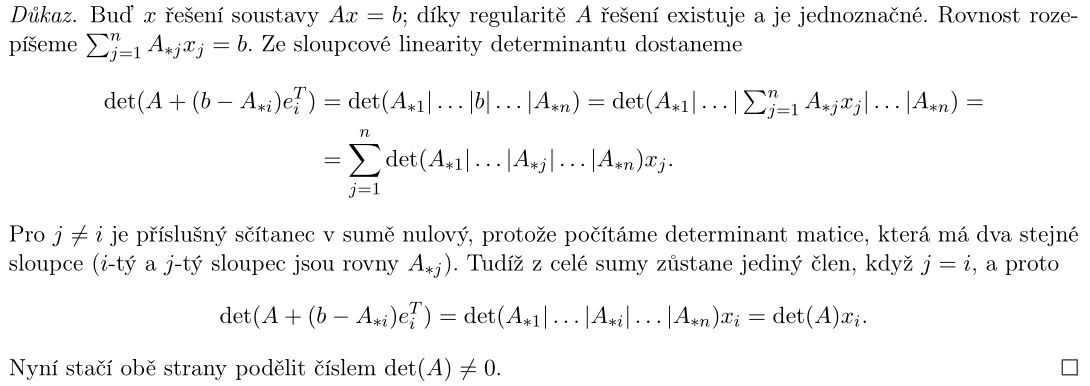 Důkaz. Buď x řešení soustavy Ax = b; díky regularitě A řešení existuje a je jednoznačné. Rovnost roze-
píšeme ∑_{j=1}^{n} A_{∗j}x_j = b. Ze sloupcové linearity determinantu dostaneme
det(A + (b − A_{∗i})e_i^T) = det(A_{∗1}| . . . |b| . . . |A_{∗n}) = det(A_{∗1}| . . . | ∑_{j=1}^{n} A_{∗j}x_j| . . . |A_{∗n}) =
= ∑_{j=1}^{n} det(A_{∗1}| . . . |A_{∗j}| . . . |A_{∗n})x_j.
Pro j ≠ i je příslušný sčítanec v sumě nulový, protože počítáme determinant matice, která má dva stejné
sloupce (i-tý a j-tý sloupec jsou rovny A_{∗j}). Tudíž z celé sumy zůstane jediný člen, když j = i, a proto
det(A + (b − A_{∗i})e_i^T) = det(A_{∗1}| . . . |A_{∗i}| . . . |A_{∗n})x_i = det(A)x_i.
Nyní stačí obě strany podělit číslem det(A) ≠ 0. □